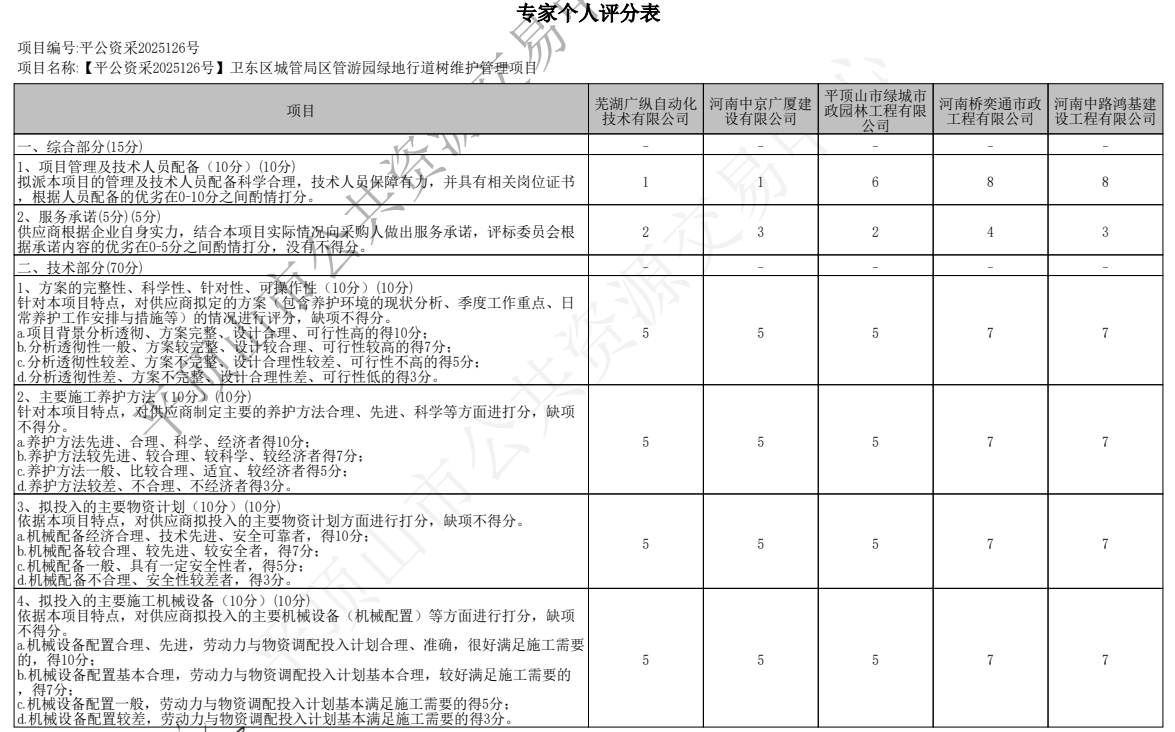 专家个人评分表
项目编号:平公资采2025126号
项目名称:【平公资采2025126号】卫东区城管局区管游园绿地行道树维护管理项目
项目 芜湖广纵自动化技术有限公司 河南中京广厦建设有限公司 平顶山市绿城市政园林工程有限公司 河南桥奕通市政工程有限公司 河南中路鸿基建设工程有限公司
一、综合部分(15分) - - - - -
1、项目管理及技术人员配备（10分）(10分)
拟派本项目的管理及技术人员配备科学合理，技术人员保障有力，并具有相关岗位证书
，根据人员配备的优劣在0-10分之间酌情打分。
1 1 6 8 8
2、服务承诺(5分)(5分)
供应商根据企业自身实力，结合本项目实际情况向采购人做出服务承诺，评标委员会根
据承诺内容的优劣在0-5分之间酌情打分，没有不得分。
2 3 2 4 3
二、技术部分(70分) - - - - -
1、方案的完整性、科学性、针对性、可操作性（10分）(10分)
针对本项目特点，对供应商拟定的方案（包含养护环境的现状分析、季度工作重点、日
常养护工作安排与措施等）的情况进行评分，缺项不得分。
a.项目背景分析透彻、方案完整、设计合理、可行性高的得10分；
b.分析透彻性一般、方案较完整、设计较合理、可行性较高的得7分；
c.分析透彻性较差、方案不完整、设计合理性较差、可行性不高的得5分；
d.分析透彻性差、方案不完整、设计合理性差、可行性低的得3分。
5 5 5 7 7
2、主要施工养护方法（10分）(10分)
针对本项目特点，对供应商制定主要的养护方法合理、先进、科学等方面进行打分，缺项
不得分。
a.养护方法先进、合理、科学、经济者得10分；
b.养护方法较先进、较合理、较科学、较经济者得7分；
c.养护方法一般、比较合理、适宜、较经济者得5分；
d.养护方法较差、不合理、不经济者得3分。
5 5 5 7 7
3、拟投入的主要物资计划（10分）(10分)
依据本项目特点，对供应商拟投入的主要物资计划方面进行打分，缺项不得分。
a.机械配备经济合理、技术先进、安全可靠者，得10分；
b.机械配备较合理、较先进、较安全者，得7分；
c.机械配备一般、具有一定安全性者，得5分；
d.机械配备不合理、安全性较差者，得3分。
5 5 5 7 7
4、拟投入的主要施工机械设备（10分）(10分)
依据本项目特点，对供应商拟投入的主要机械设备（机械配置）等方面进行打分，缺项
不得分。
a.机械设备配置合理、先进，劳动力与物资调配投入计划合理、准确，很好满足施工需要
的，得10分；
b.机械设备配置基本合理，劳动力与物资调配投入计划基本合理，较好满足施工需要的
，得7分；
c.机械设备配置一般，劳动力与物资调配投入计划基本满足施工需要的得5分；
d.机械设备配置较差，劳动力与物资调配投入计划基本满足施工需要的得3分。
5 5 5 7 7
平顶山市公共资源交易中心
平顶山市公共资源交易中心